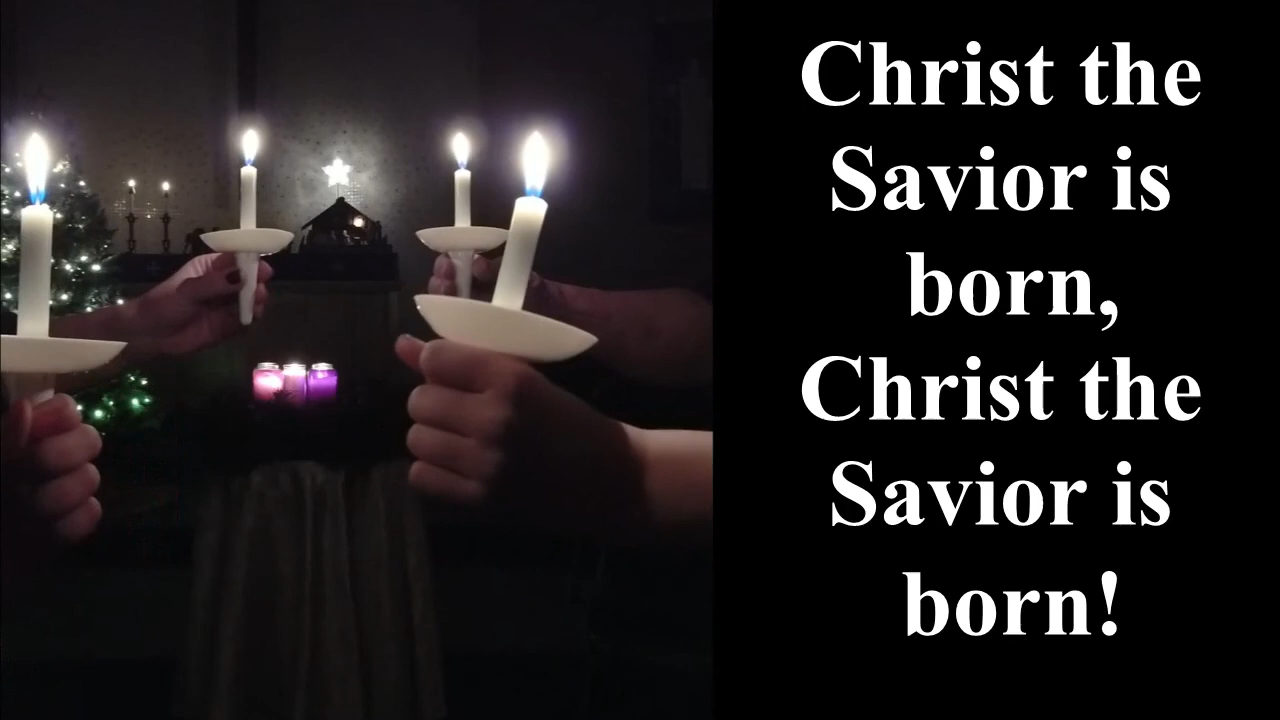 Christ the
Savior is
born,
Christ the
Savior is
born!